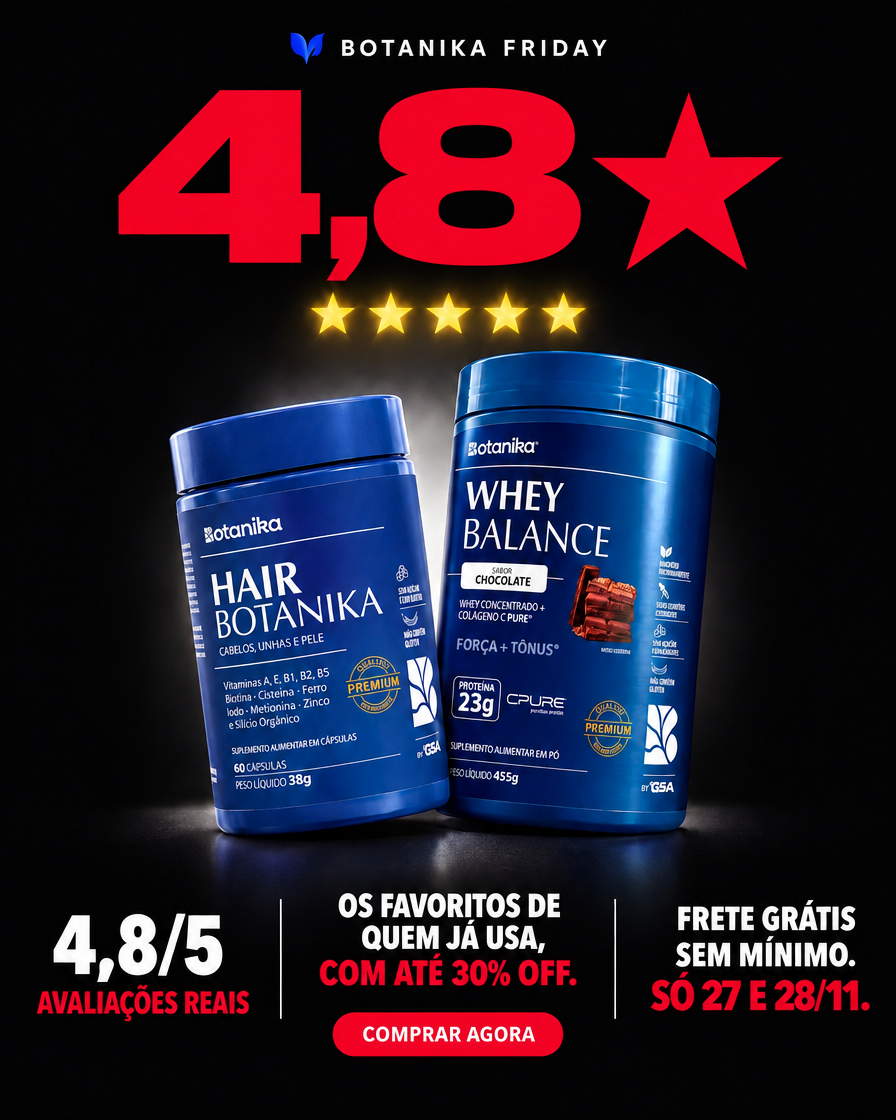 BOTANIKA FRIDAY
4,8★
★★★★★
Botanika
HAIR
BOTANIKA
CABELOS, UNHAS E PELE
Vitaminas A, E, B1, B2, B5
Biotina · Cisteína · Ferro
Iodo · Metionina · Zinco
e Silício Orgânico
PREMIUM
SUPLEMENTO ALIMENTAR EM CÁPSULAS
60 CÁPSULAS
PESO LÍQUIDO 38g
BY GSA
Botanika
WHEY
BALANCE
SABOR
CHOCOLATE
WHEY CONCENTRADO +
COLÁGENO C PURE®
FORÇA + TÔNUS®
PROTEÍNA
23g
CPURE
PREMIUM
SUPLEMENTO ALIMENTAR EM PÓ
PESO LÍQUIDO 455g
BY GSA
4,8/5
AVALIAÇÕES REAIS
OS FAVORITOS DE
QUEM JÁ USA,
COM ATÉ 30% OFF.
COMPRAR AGORA
FRETE GRÁTIS
SEM MÍNIMO.
SÓ 27 E 28/11.